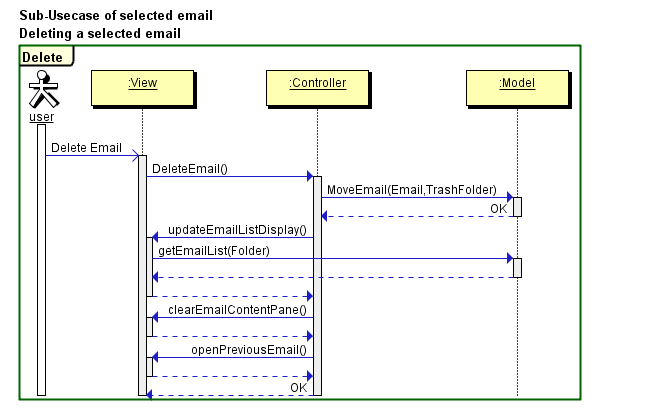 Sub-Usecase of selected email
Deleting a selected email
Delete
:View
:Controller
:Model
user
Delete Email
DeleteEmail()
MoveEmail(Email,TrashFolder)
OK
updateEmailListDisplay()
getEmailList(Folder)
clearEmailContentPane()
openPreviousEmail()
OK